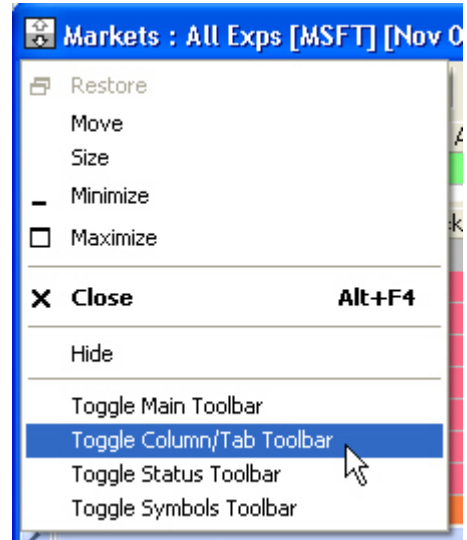 Markets : All Exps [MSFT] [Nov 0
Restore
Move
Size
Minimize
Maximize
Close Alt+F4
Hide
Toggle Main Toolbar
Toggle Column/Tab Toolbar
Toggle Status Toolbar
Toggle Symbols Toolbar